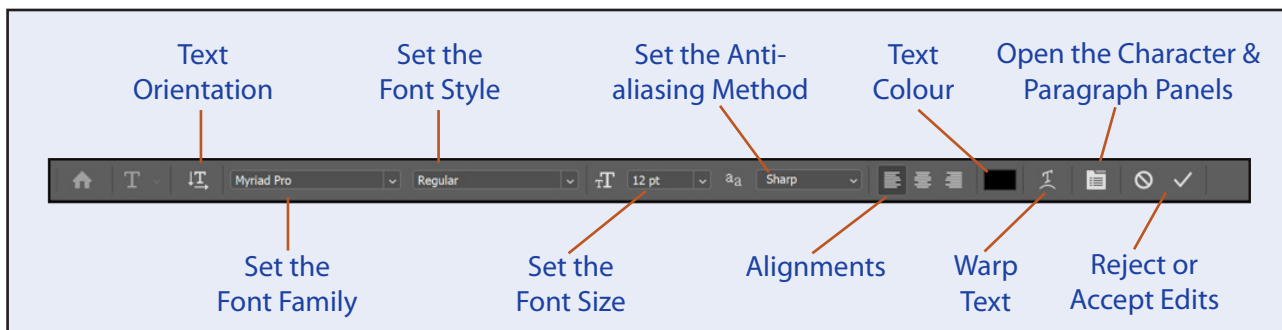 Text
Orientation
Set the
Font Style
Set the Anti-
aliasing Method
Text
Colour
Open the Character &
Paragraph Panels
T
T
Myriad Pro
Regular
TT
12 pt
aa
Sharp
T
Set the
Font Family
Set the
Font Size
Alignments
Warp
Text
Reject or
Accept Edits